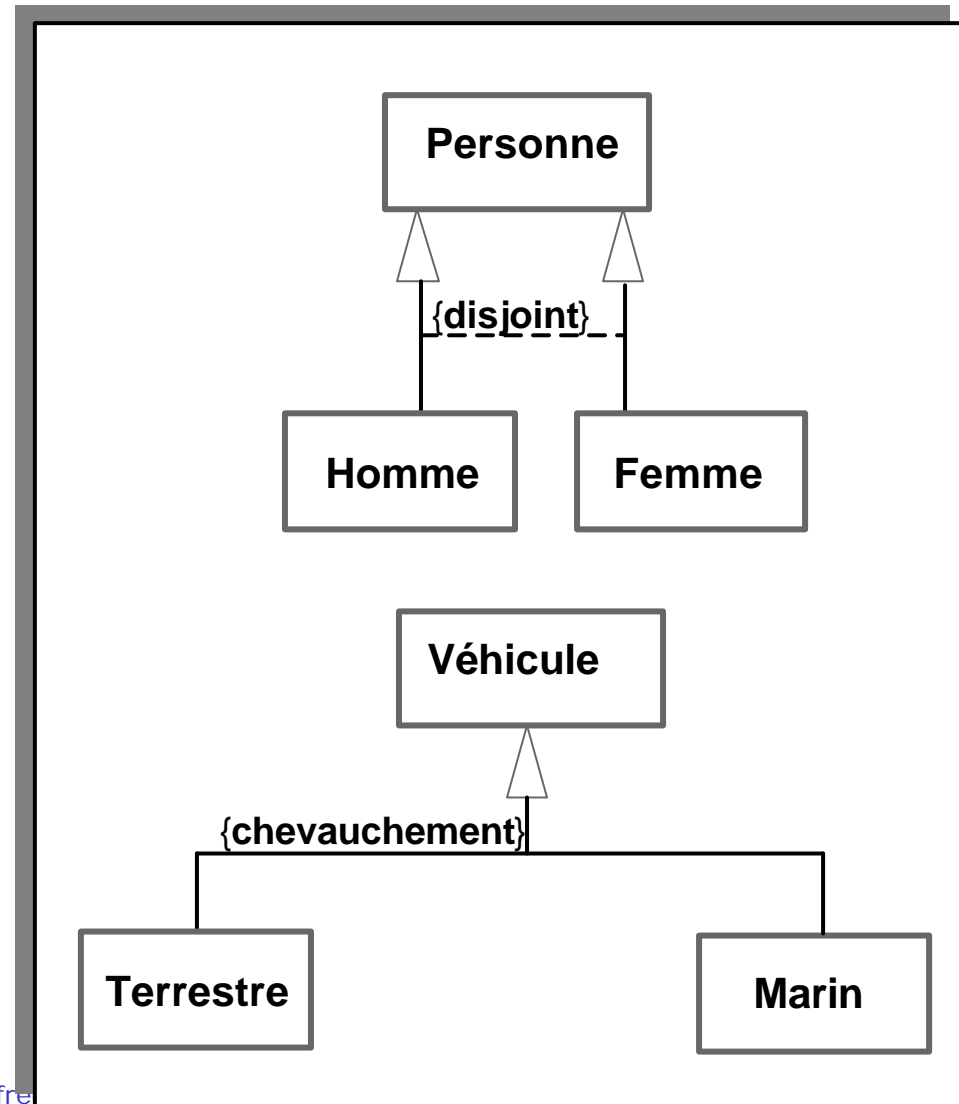 Personne
{disjoint}
Homme Femme
Véhicule
{chevauchement}
Terrestre
Marin